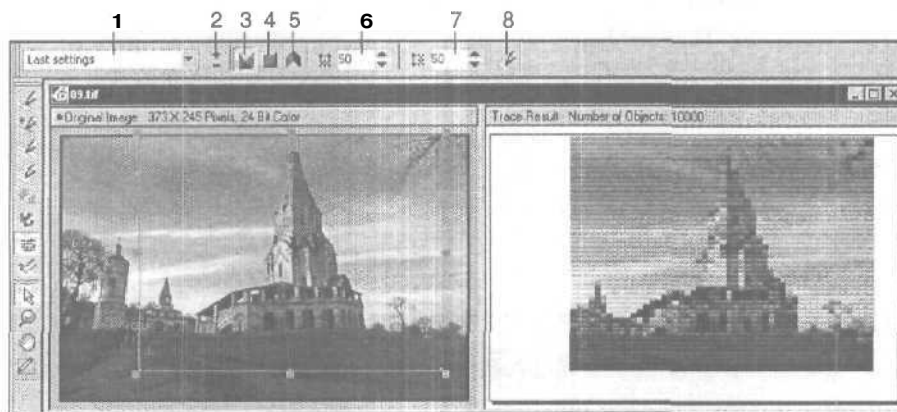 1 2 3 4 5 6 7 8
Last settings 50 50
09.tif
Original Image: 373 X 245 Pixels, 24 Bit Color
Trace Result: Number of Objects: 10000